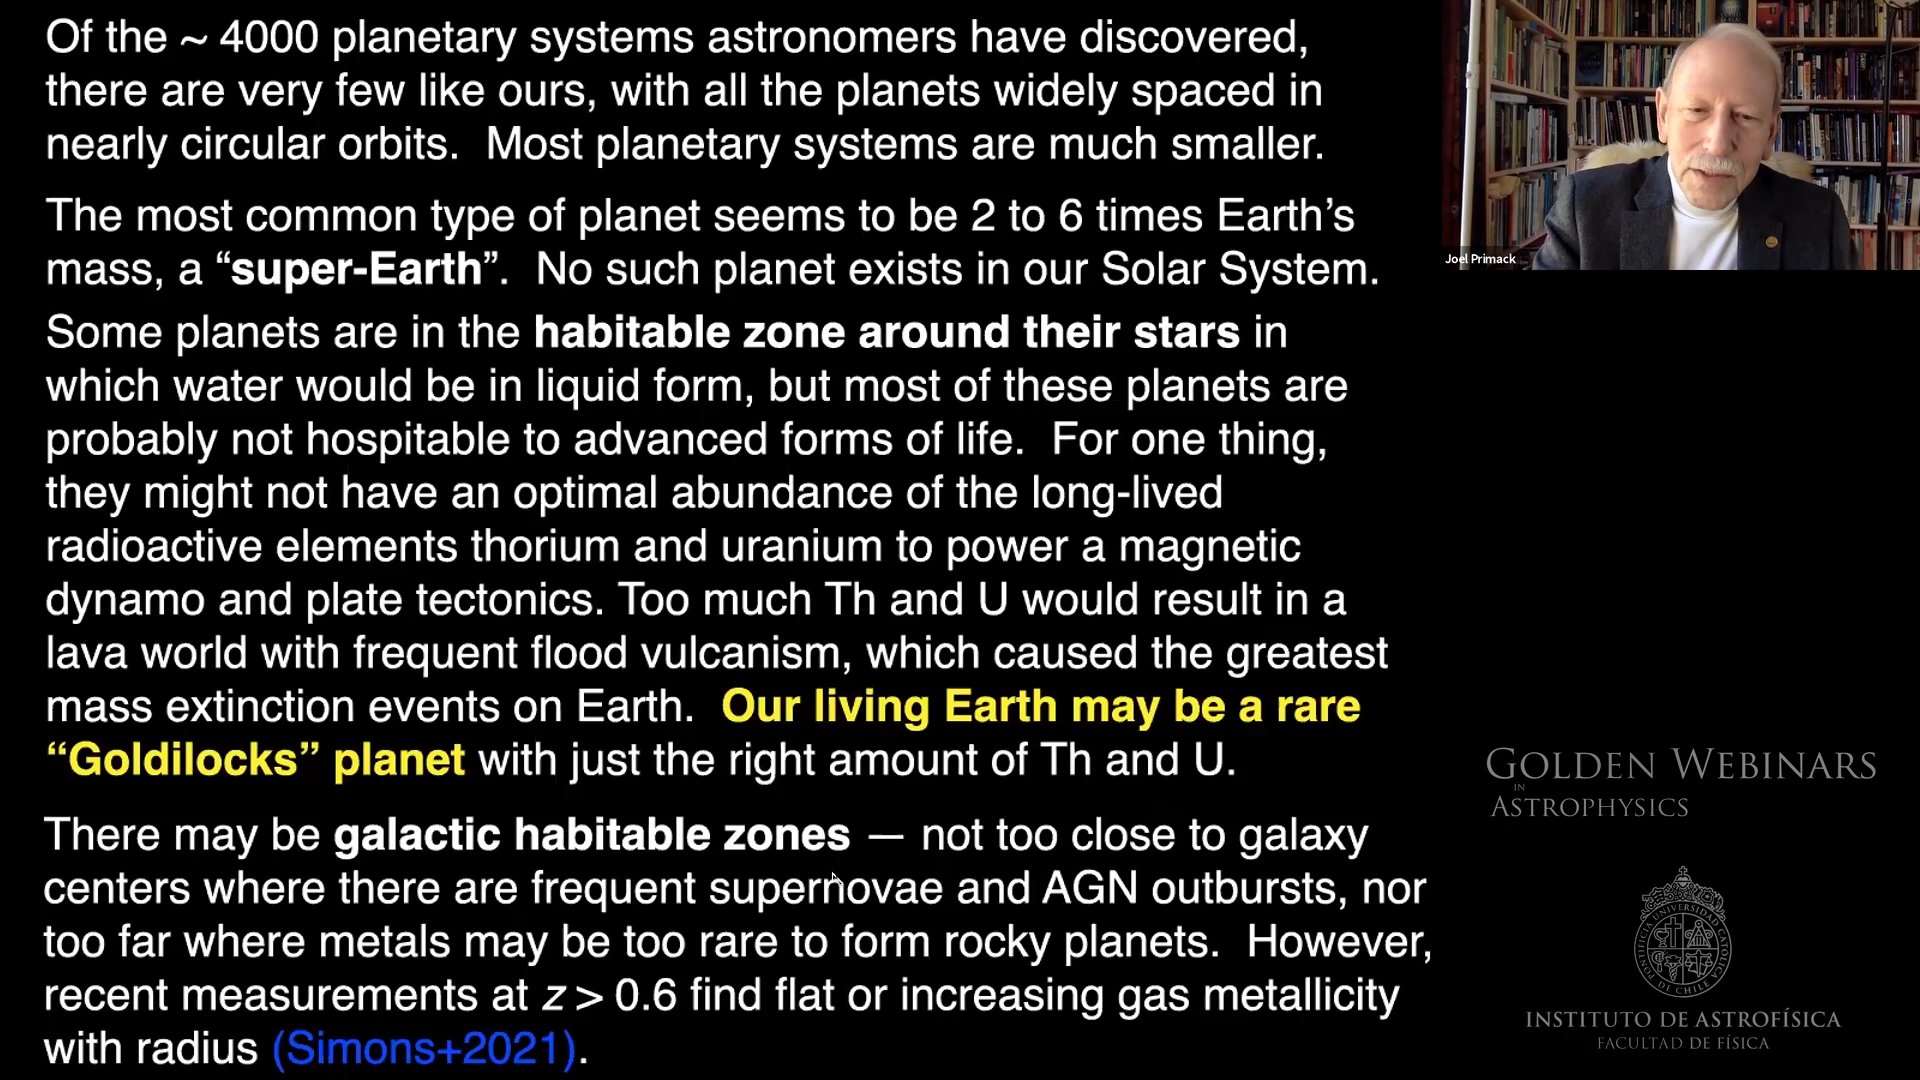 Of the ~ 4000 planetary systems astronomers have discovered,
there are very few like ours, with all the planets widely spaced in
nearly circular orbits.  Most planetary systems are much smaller.
The most common type of planet seems to be 2 to 6 times Earth’s
mass, a “super-Earth”.  No such planet exists in our Solar System.
Some planets are in the habitable zone around their stars in
which water would be in liquid form, but most of these planets are
probably not hospitable to advanced forms of life.  For one thing,
they might not have an optimal abundance of the long-lived
radioactive elements thorium and uranium to power a magnetic
dynamo and plate tectonics. Too much Th and U would result in a
lava world with frequent flood vulcanism, which caused the greatest
mass extinction events on Earth.  Our living Earth may be a rare
“Goldilocks” planet with just the right amount of Th and U.
There may be galactic habitable zones — not too close to galaxy
centers where there are frequent supernovae and AGN outbursts, nor
too far where metals may be too rare to form rocky planets.  However,
recent measurements at z > 0.6 find flat or increasing gas metallicity
with radius (Simons+2021).
Joel Primack
GOLDEN WEBINARS
IN
ASTROPHYSICS
PONTIFICIA UNIVERSIDAD CATOLICA
DE CHILE
INSTITUTO DE ASTROFÍSICA
FACULTAD DE FÍSICA